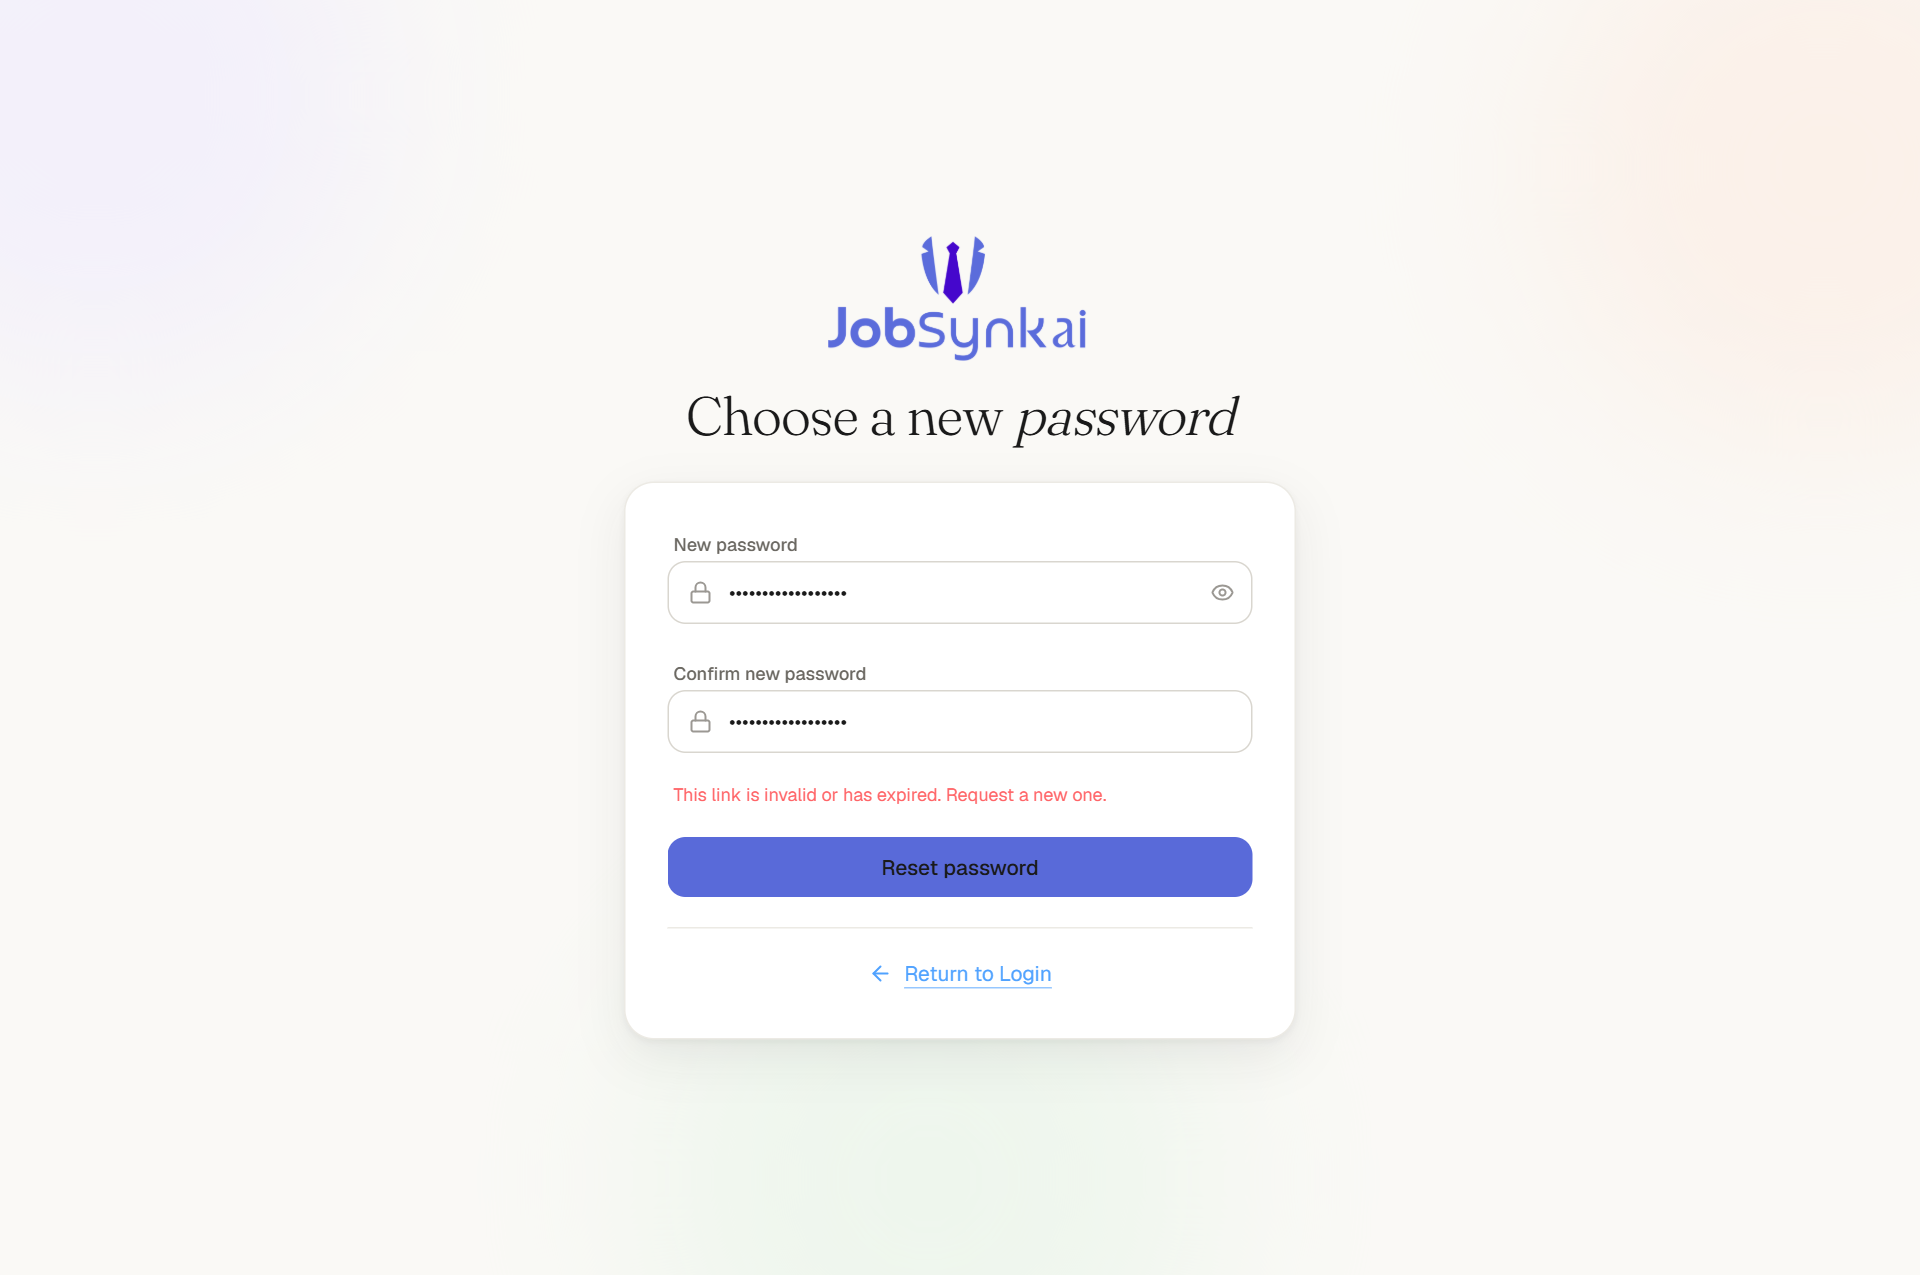 JobSynkai
Choose a new password
New password
••••••••••••••••••
Confirm new password
••••••••••••••••••
This link is invalid or has expired. Request a new one.
Reset password
Return to Login